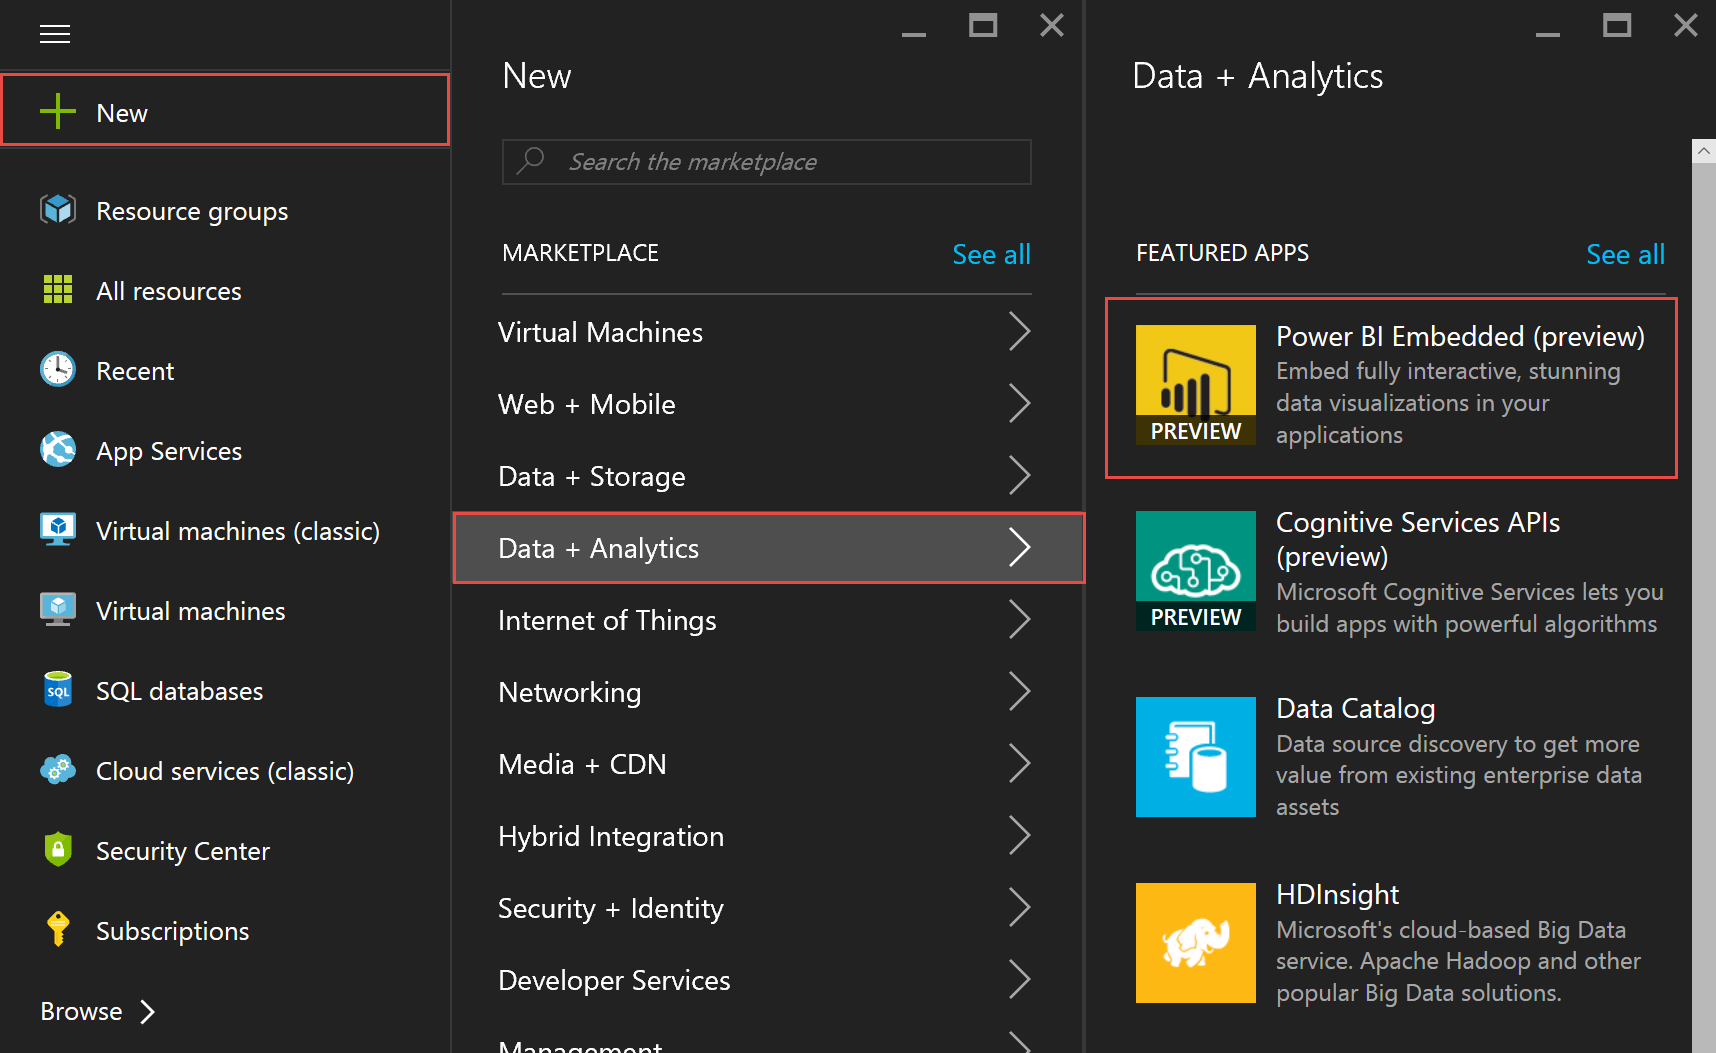 New
Resource groups
All resources
Recent
App Services
Virtual machines (classic)
Virtual machines
SQL
SQL databases
Cloud services (classic)
Security Center
Subscriptions
Browse
New
Search the marketplace
MARKETPLACE
See all
Virtual Machines
Web + Mobile
Data + Storage
Data + Analytics
Internet of Things
Networking
Media + CDN
Hybrid Integration
Security + Identity
Developer Services
Management
Data + Analytics
FEATURED APPS
See all
PREVIEW
Power BI Embedded (preview)
Embed fully interactive, stunning
data visualizations in your
applications
PREVIEW
Cognitive Services APIs
(preview)
Microsoft Cognitive Services lets you
build apps with powerful algorithms
Data Catalog
Data source discovery to get more
value from existing enterprise data
assets
HDInsight
Microsoft's cloud-based Big Data
service. Apache Hadoop and other
popular Big Data solutions.